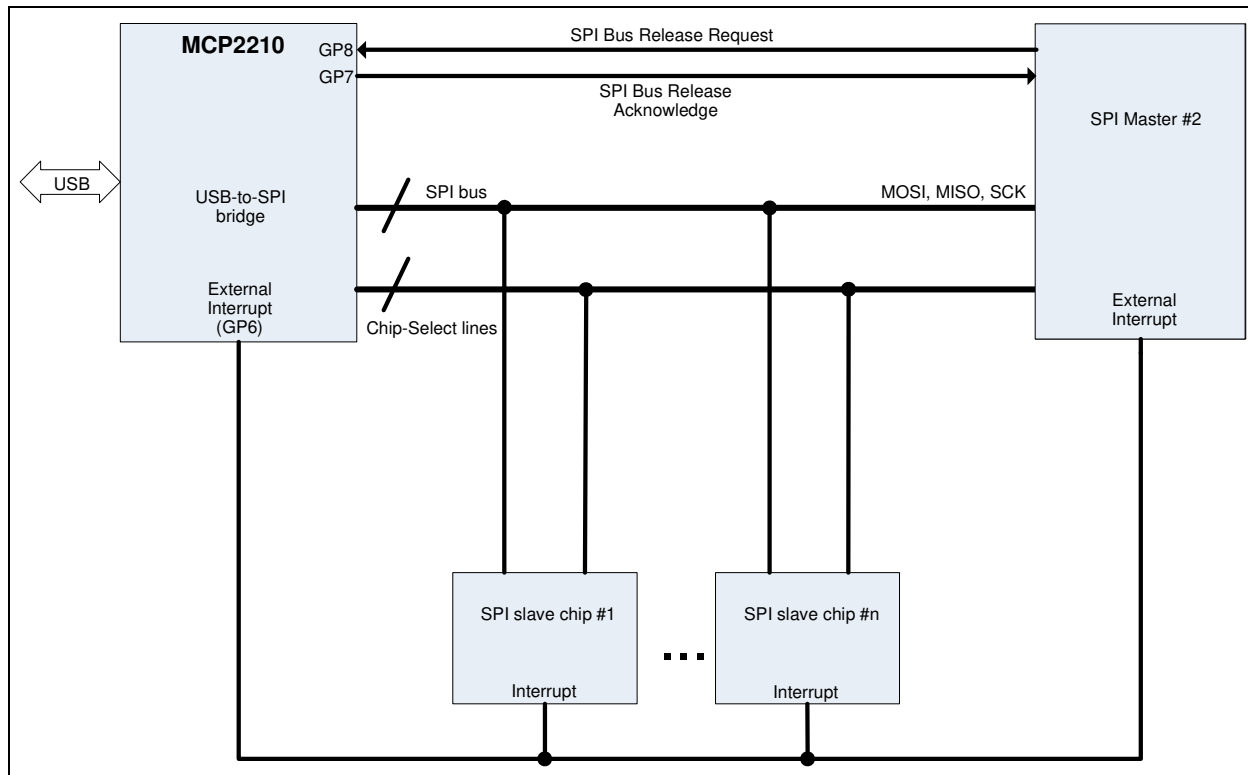 MCP2210
GP8
GP7
SPI Bus Release Request
SPI Bus Release
Acknowledge
SPI Master #2
USB
USB-to-SPI
bridge
SPI bus
MOSI, MISO, SCK
External
Interrupt
(GP6)
Chip-Select lines
External
Interrupt
SPI slave chip #1
SPI slave chip #n
Interrupt
Interrupt